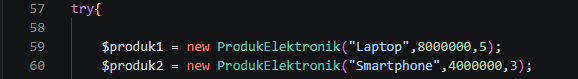 57 try{
58
59 $produk1 = new ProdukElektronik("Laptop",8000000,5);
60 $produk2 = new ProdukElektronik("Smartphone",4000000,3);